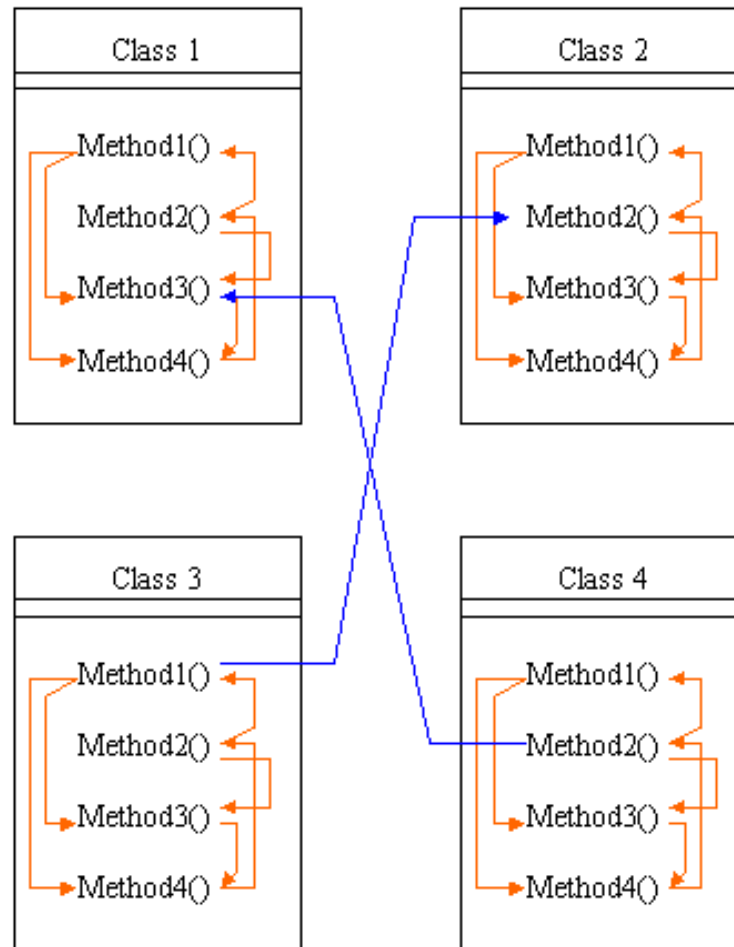 Class 1
Method1()
Method2()
Method3()
Method4()
Class 2
Method1()
Method2()
Method3()
Method4()
Class 3
Method1()
Method2()
Method3()
Method4()
Class 4
Method1()
Method2()
Method3()
Method4()